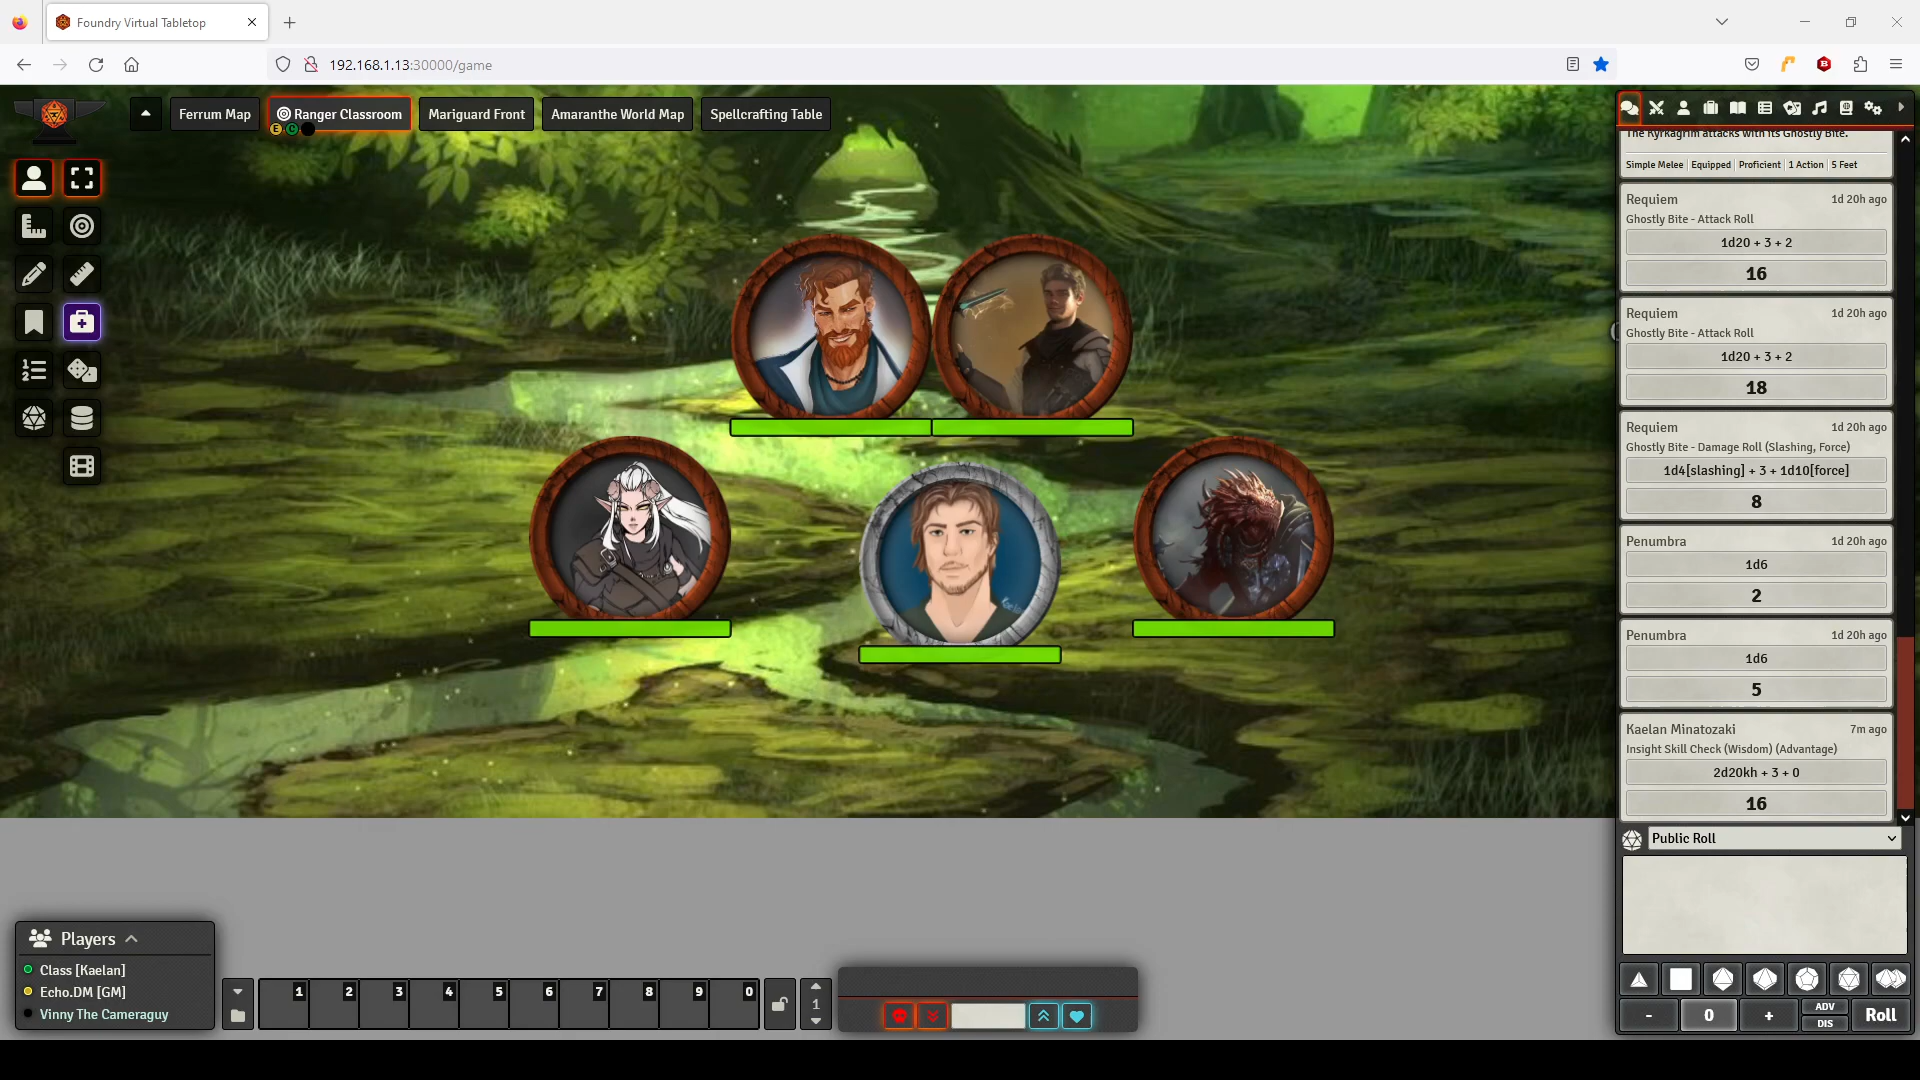 Foundry Virtual Tabletop
192.168.1.13:30000/game
Ferrum Map
Ranger Classroom
Mariguard Front
Amaranthe World Map
Spellcrafting Table
E
C
The Kyrkagrim attacks with its Ghostly Bite.
Simple Melee | Equipped | Proficient | 1 Action | 5 Feet
Requiem 1d 20h ago
Ghostly Bite - Attack Roll
1d20 + 3 + 2
16
Requiem 1d 20h ago
Ghostly Bite - Attack Roll
1d20 + 3 + 2
18
Requiem 1d 20h ago
Ghostly Bite - Damage Roll (Slashing, Force)
1d4[slashing] + 3 + 1d10[force]
8
Penumbra 1d 20h ago
1d6
2
Penumbra 1d 20h ago
1d6
5
Kaelan Minatozaki 7m ago
Insight Skill Check (Wisdom) (Advantage)
2d20kh + 3 + 0
16
Public Roll
- 0 + ADV DIS Roll
Players
Class [Kaelan]
Echo.DM [GM]
Vinny The Cameraguy
1 2 3 4 5 6 7 8 9 0
1